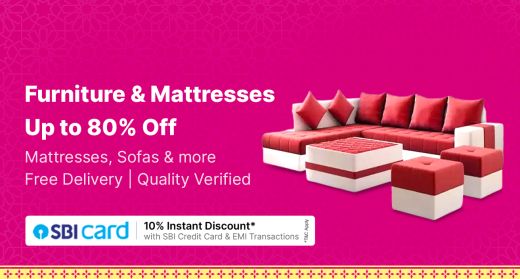 Furniture & Mattresses
Up to 80% Off
Mattresses, Sofas & more
Free Delivery | Quality Verified
SBI card
10% Instant Discount*
with SBI Credit Card & EMI Transactions
*T&C Apply